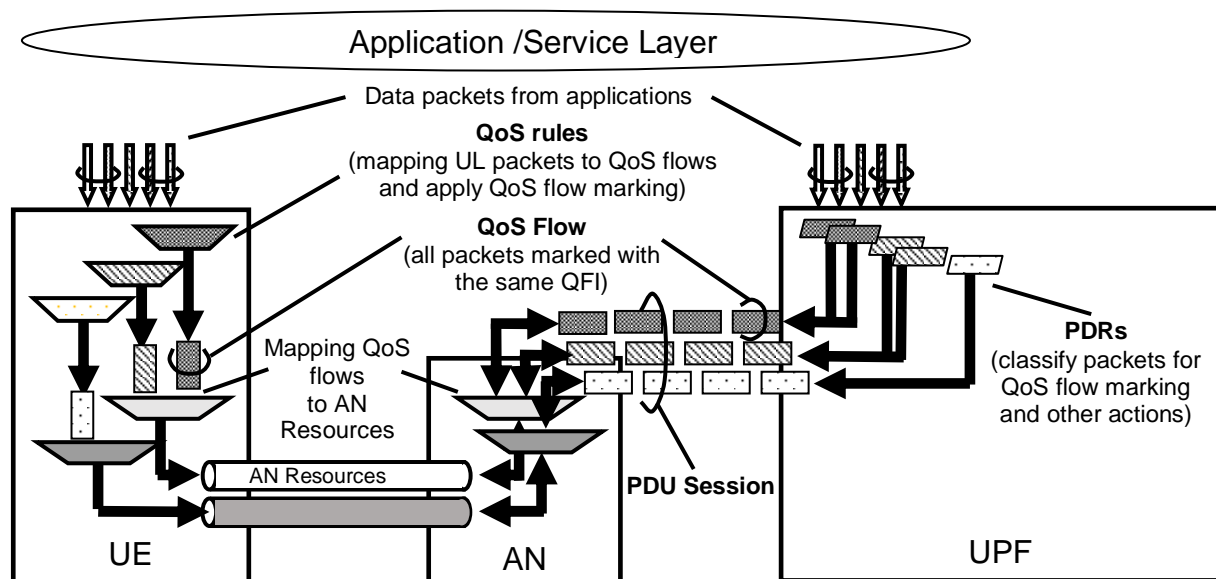 Application /Service Layer
Data packets from applications
QoS rules
(mapping UL packets to QoS flows
and apply QoS flow marking)
QoS Flow
(all packets marked with
the same QFI)
Mapping QoS
flows
to AN
Resources
PDRs
(classify packets for
QoS flow marking
and other actions)
AN Resources
PDU Session
UE
AN
UPF